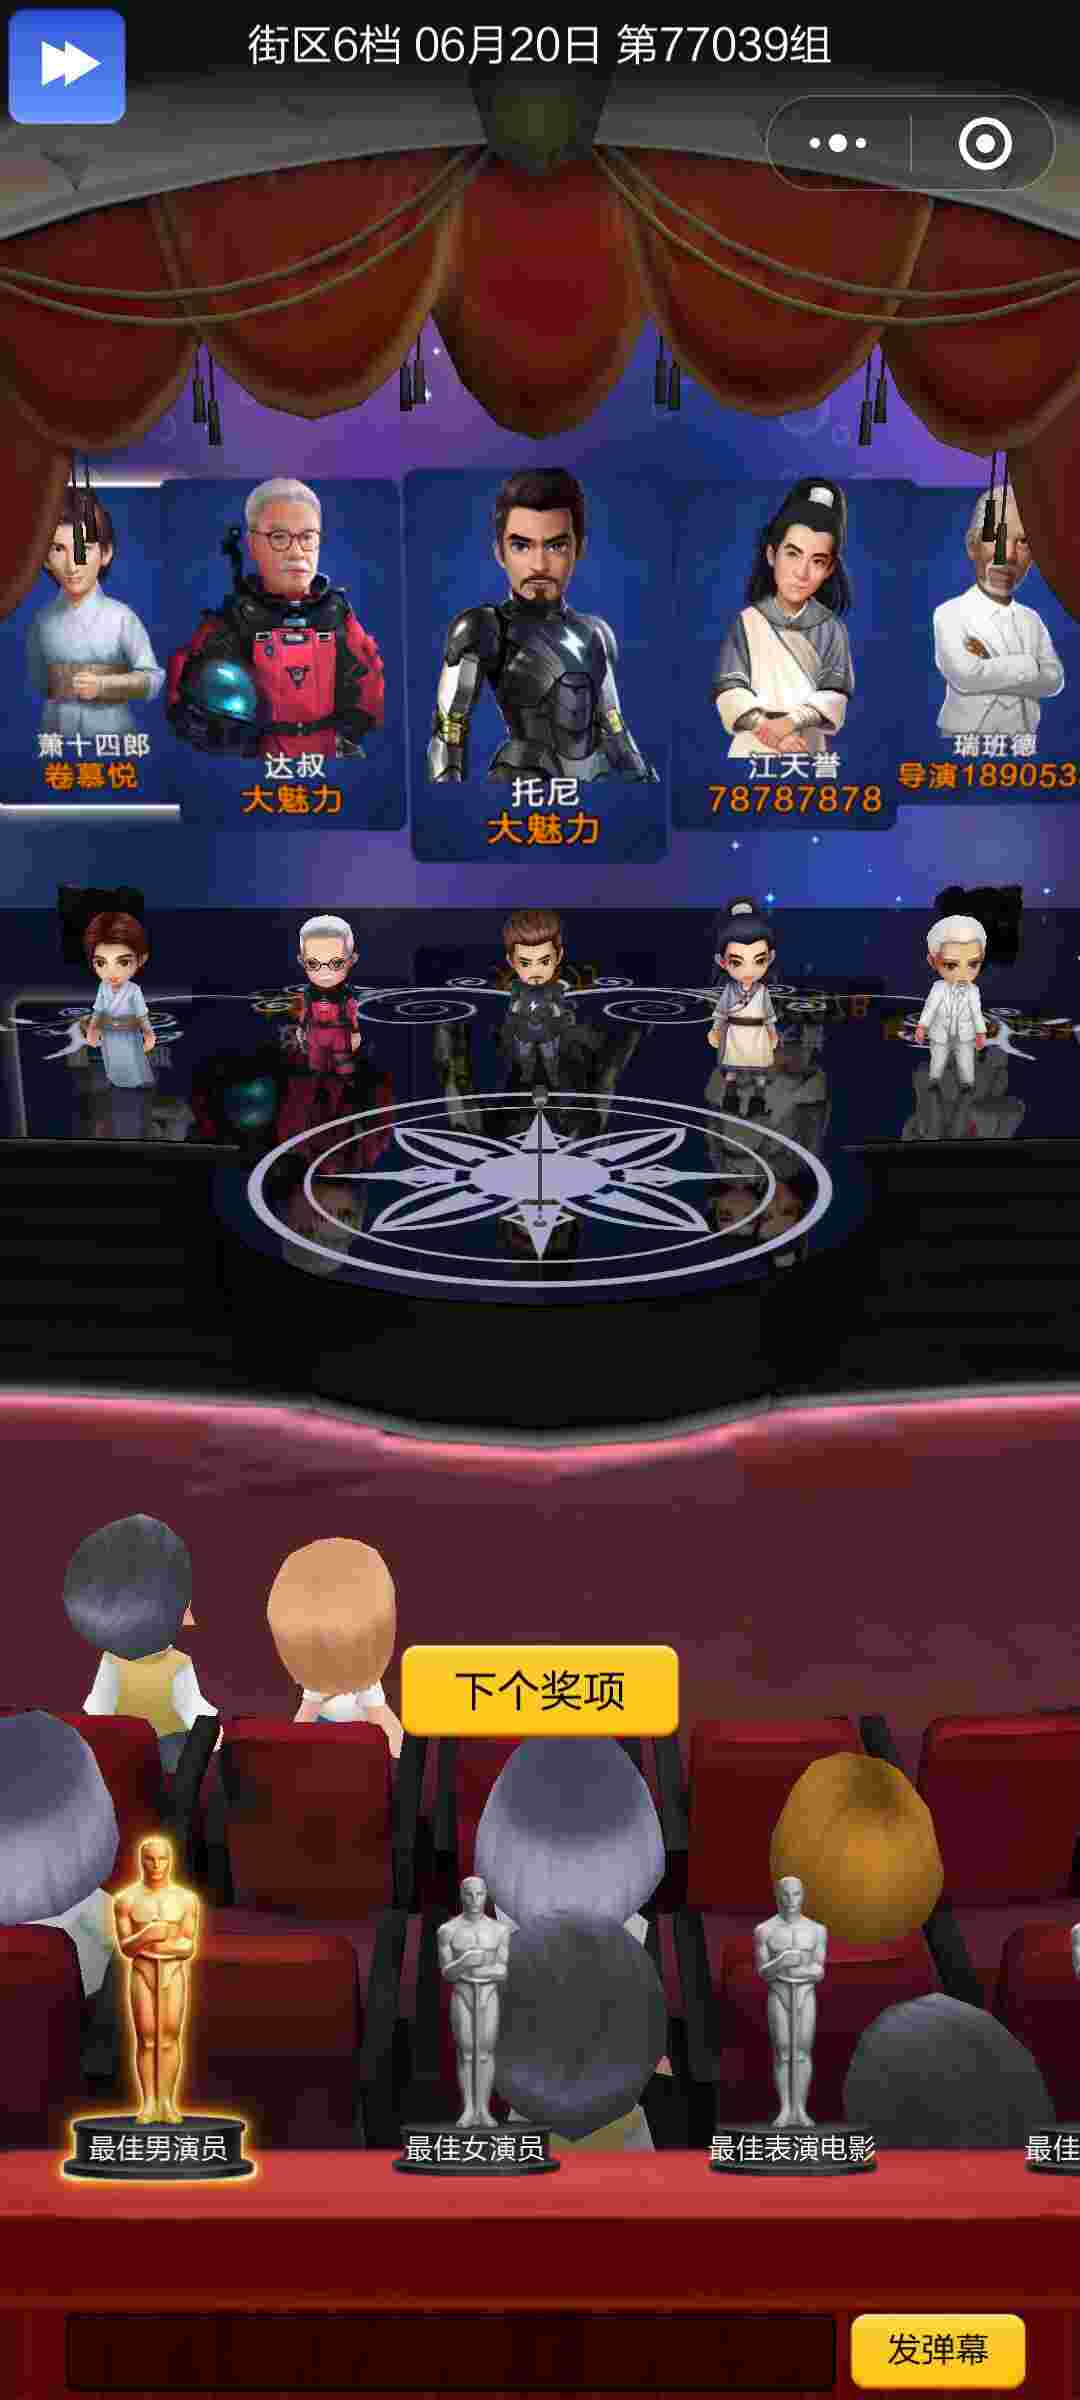 街区6档 06月20日 第77039组
萧十四郎
卷慕悦
达叔
大魅力
托尼
大魅力
江天誉
78787878
瑞班德
导演189053
下个奖项
最佳男演员
最佳女演员
最佳表演电影
最佳
发弹幕